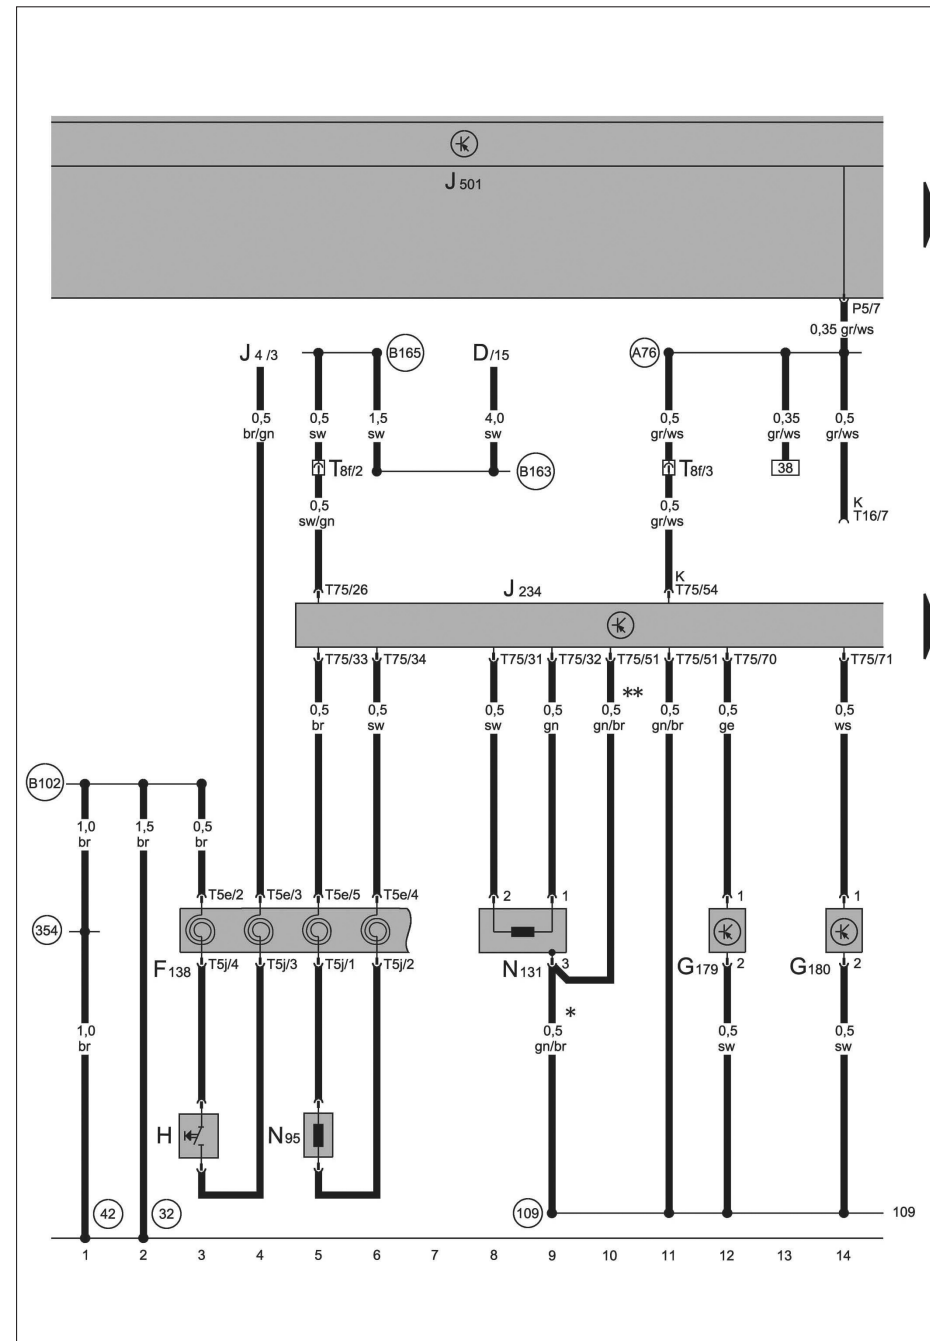 J 501
P5/7
0,35 gr/ws
J 4 /3
B165
D/15
A76
0,5 br/gn
0,5 sw
1,5 sw
4,0 sw
0,5 gr/ws
0,35 gr/ws
0,5 gr/ws
T8f/2
B163
T8f/3
38
0,5 sw/gn
0,5 gr/ws
K T16/7
T75/26
J 234
K T75/54
T75/33
T75/34
T75/31
T75/32
T75/51
T75/51
T75/70
T75/71
**
0,5 br
0,5 sw
0,5 sw
0,5 gn
0,5 gn/br
0,5 gn/br
0,5 ge
0,5 ws
B102
1,0 br
1,5 br
0,5 br
T5e/2
T5e/3
T5e/5
T5e/4
2
1
1
1
354
F138
T5j/4
T5j/3
T5j/1
T5j/2
N131
3
G179
2
G180
2
*
1,0 br
0,5 gn/br
0,5 sw
0,5 sw
H
N95
42
32
109
109
1 2 3 4 5 6 7 8 9 10 11 12 13 14